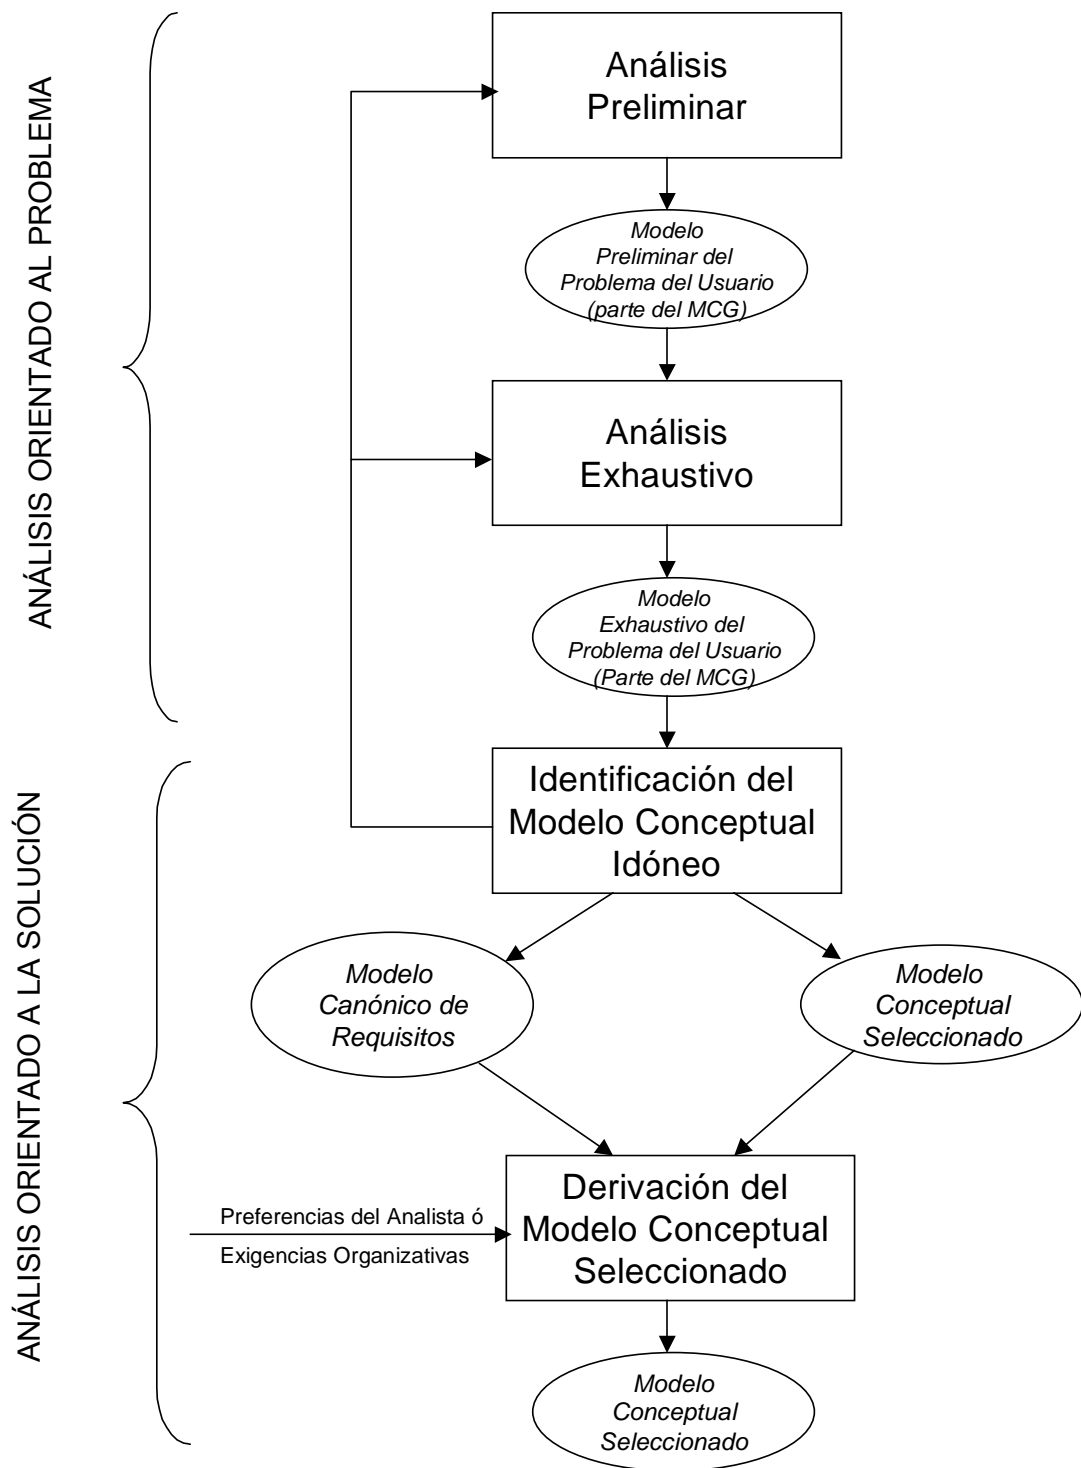 ANÁLISIS ORIENTADO AL PROBLEMA
Análisis
Preliminar
Modelo
Preliminar del
Problema del Usuario
(parte del MCG)
Análisis
Exhaustivo
Modelo
Exhaustivo del
Problema del Usuario
(Parte del MCG)
ANÁLISIS ORIENTADO A LA SOLUCIÓN
Identificación del
Modelo Conceptual
Idóneo
Modelo
Canónico de
Requisitos
Modelo
Conceptual
Seleccionado
Preferencias del Analista ó
Exigencias Organizativas
Derivación del
Modelo Conceptual
Seleccionado
Modelo
Conceptual
Seleccionado